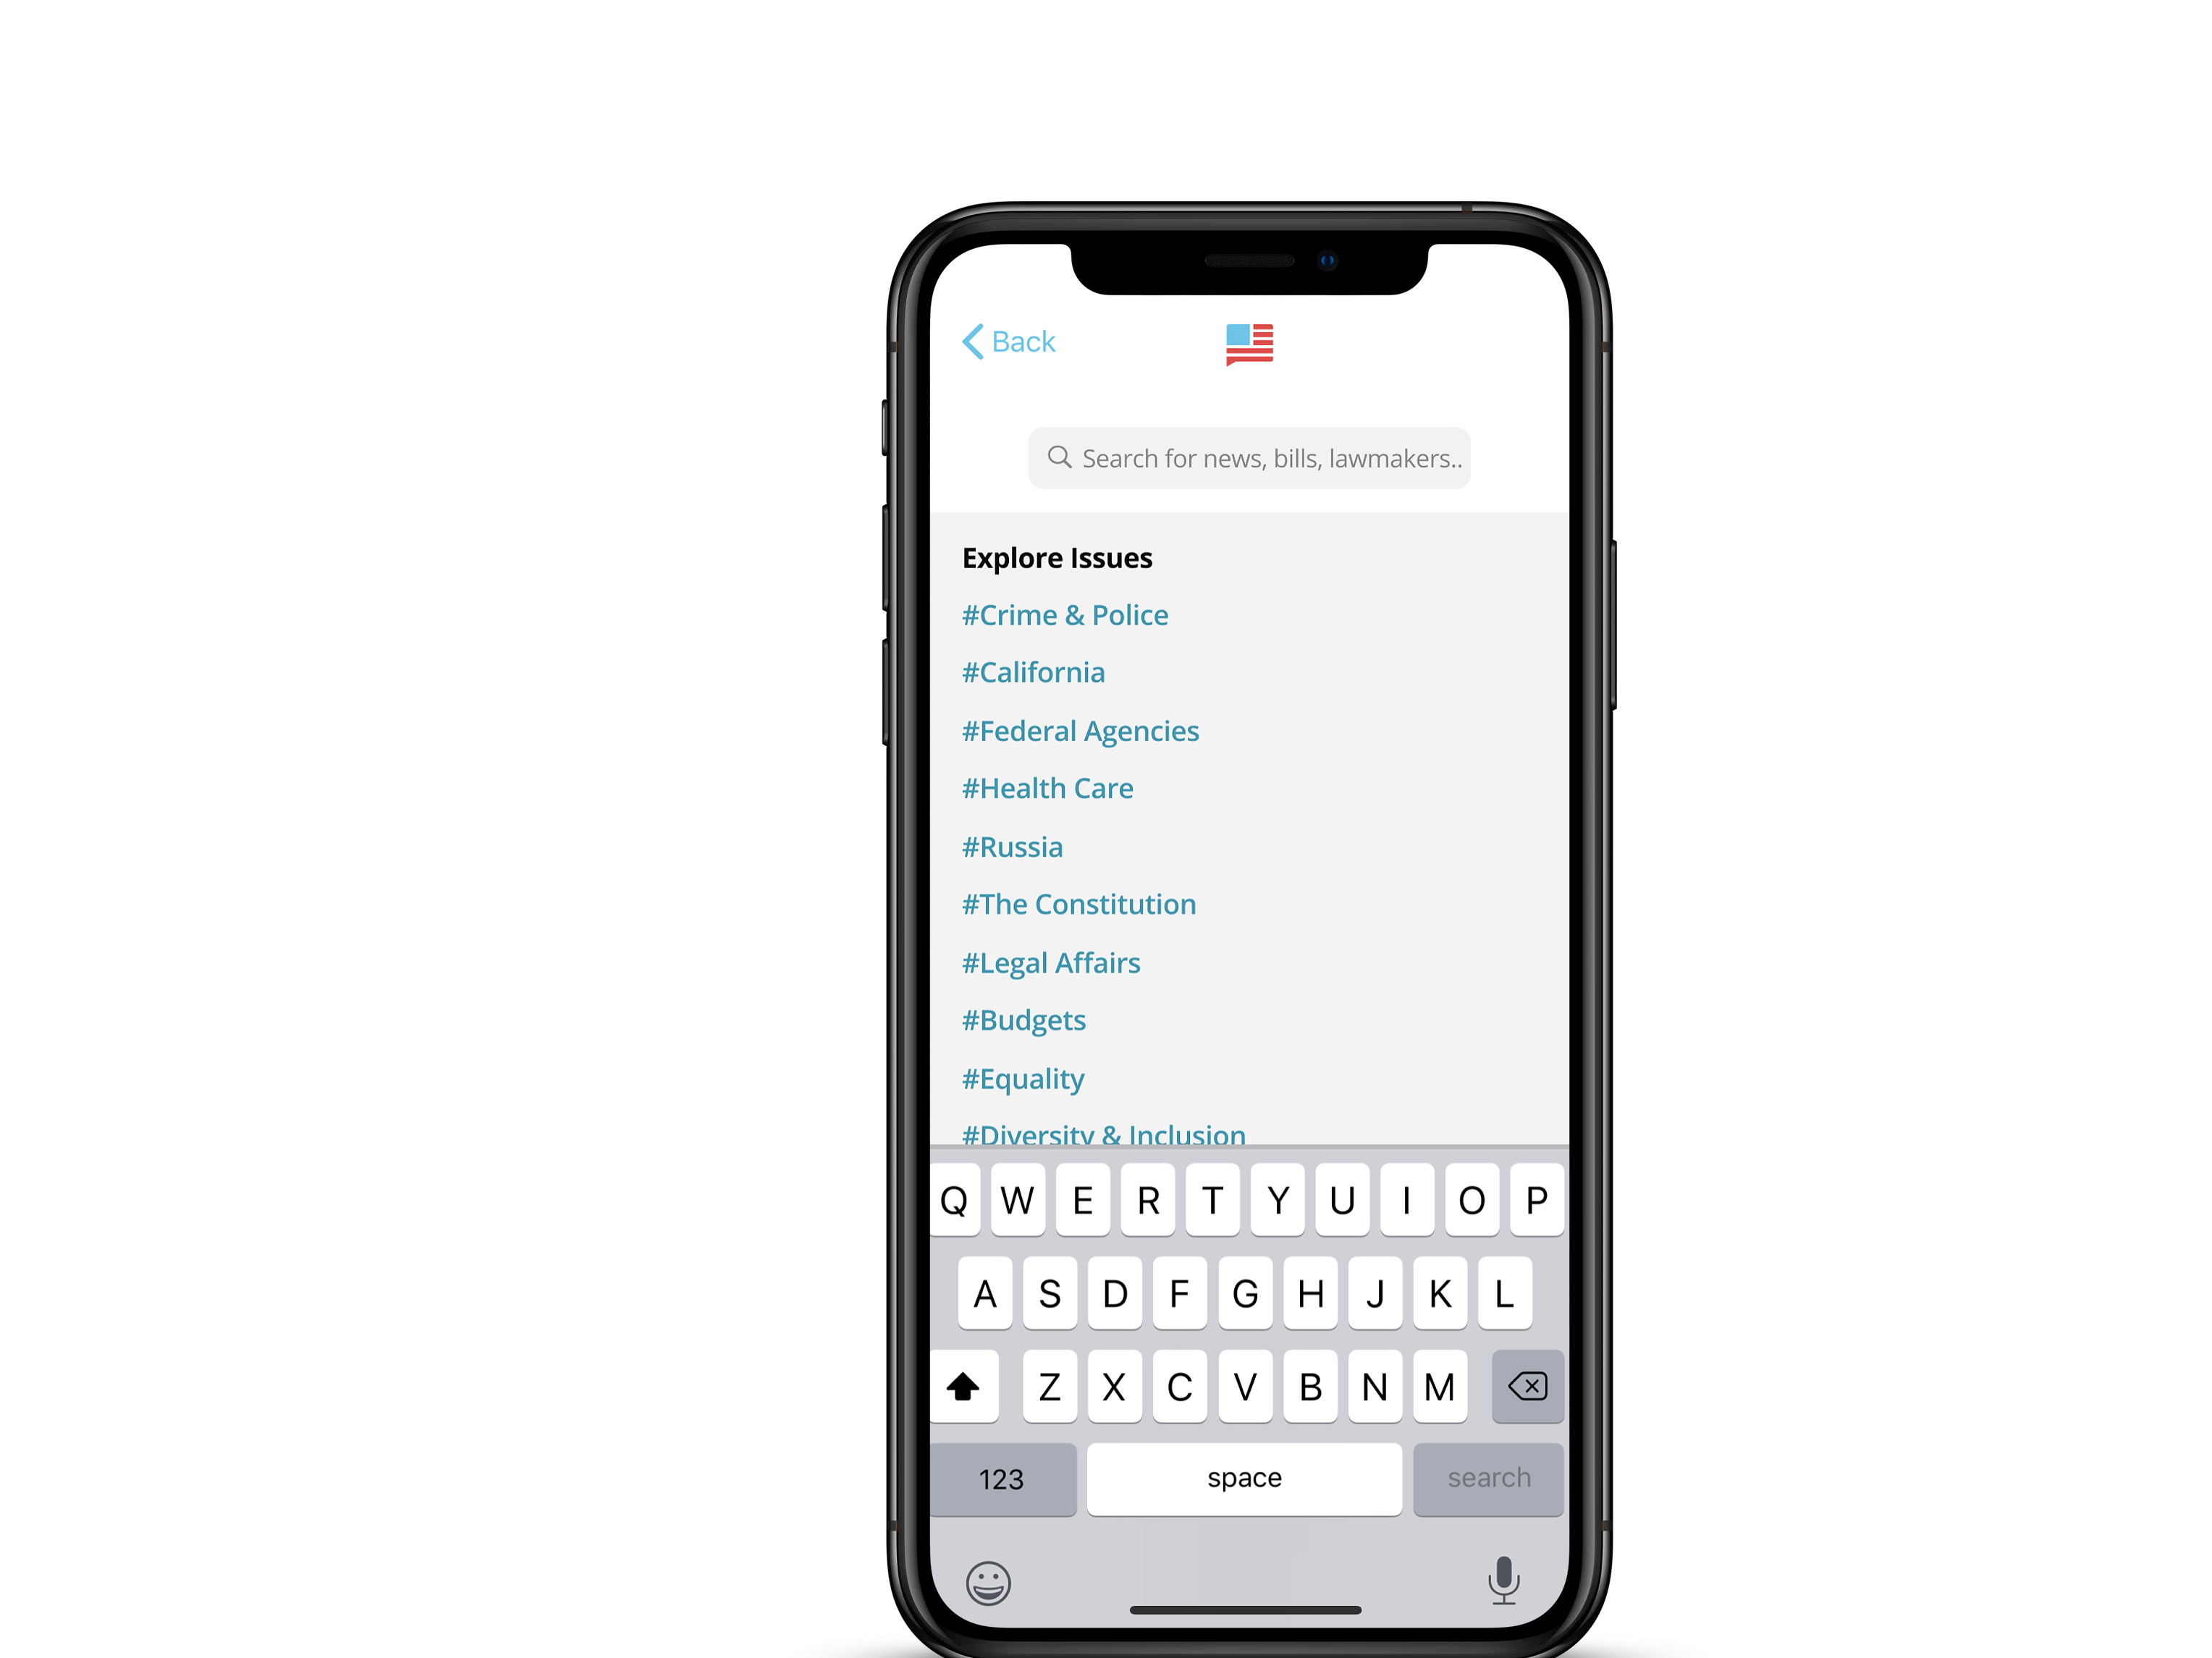 Back
Search for news, bills, lawmakers..
Explore Issues
#Crime & Police
#California
#Federal Agencies
#Health Care
#Russia
#The Constitution
#Legal Affairs
#Budgets
#Equality
#Diversity & Inclusion
Q W E R T Y U I O P
A S D F G H J K L
Z X C V B N M
123 space search